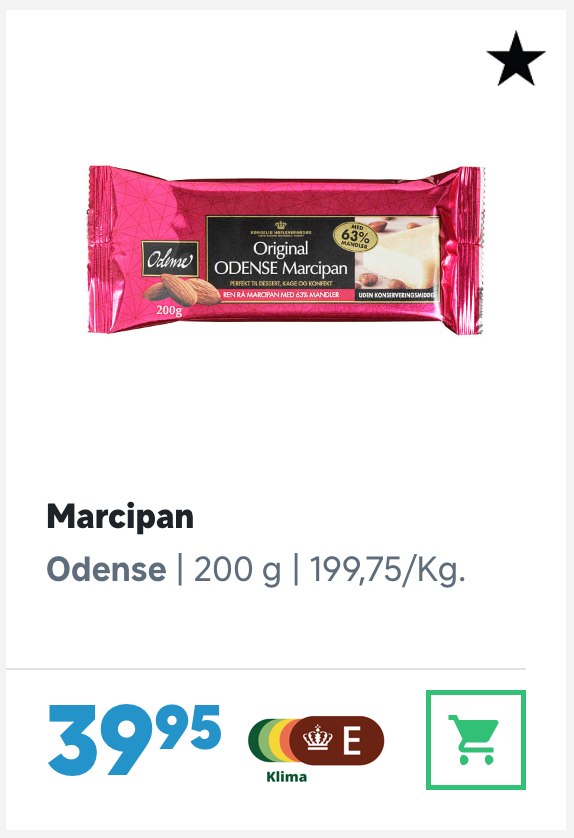 KONGELIG HOFLEVERANDØR
Original
ODENSE Marcipan
PERFEKT TIL DESSERT, KAGE OG KONFEKT
REN RÅ MARCIPAN MED 63% MANDLER
MED
63%
MANDLER
UDEN KONSERVERINGSMIDDE
Odense
200g
Marcipan
Odense | 200 g | 199,75/Kg.
3995
E
Klima